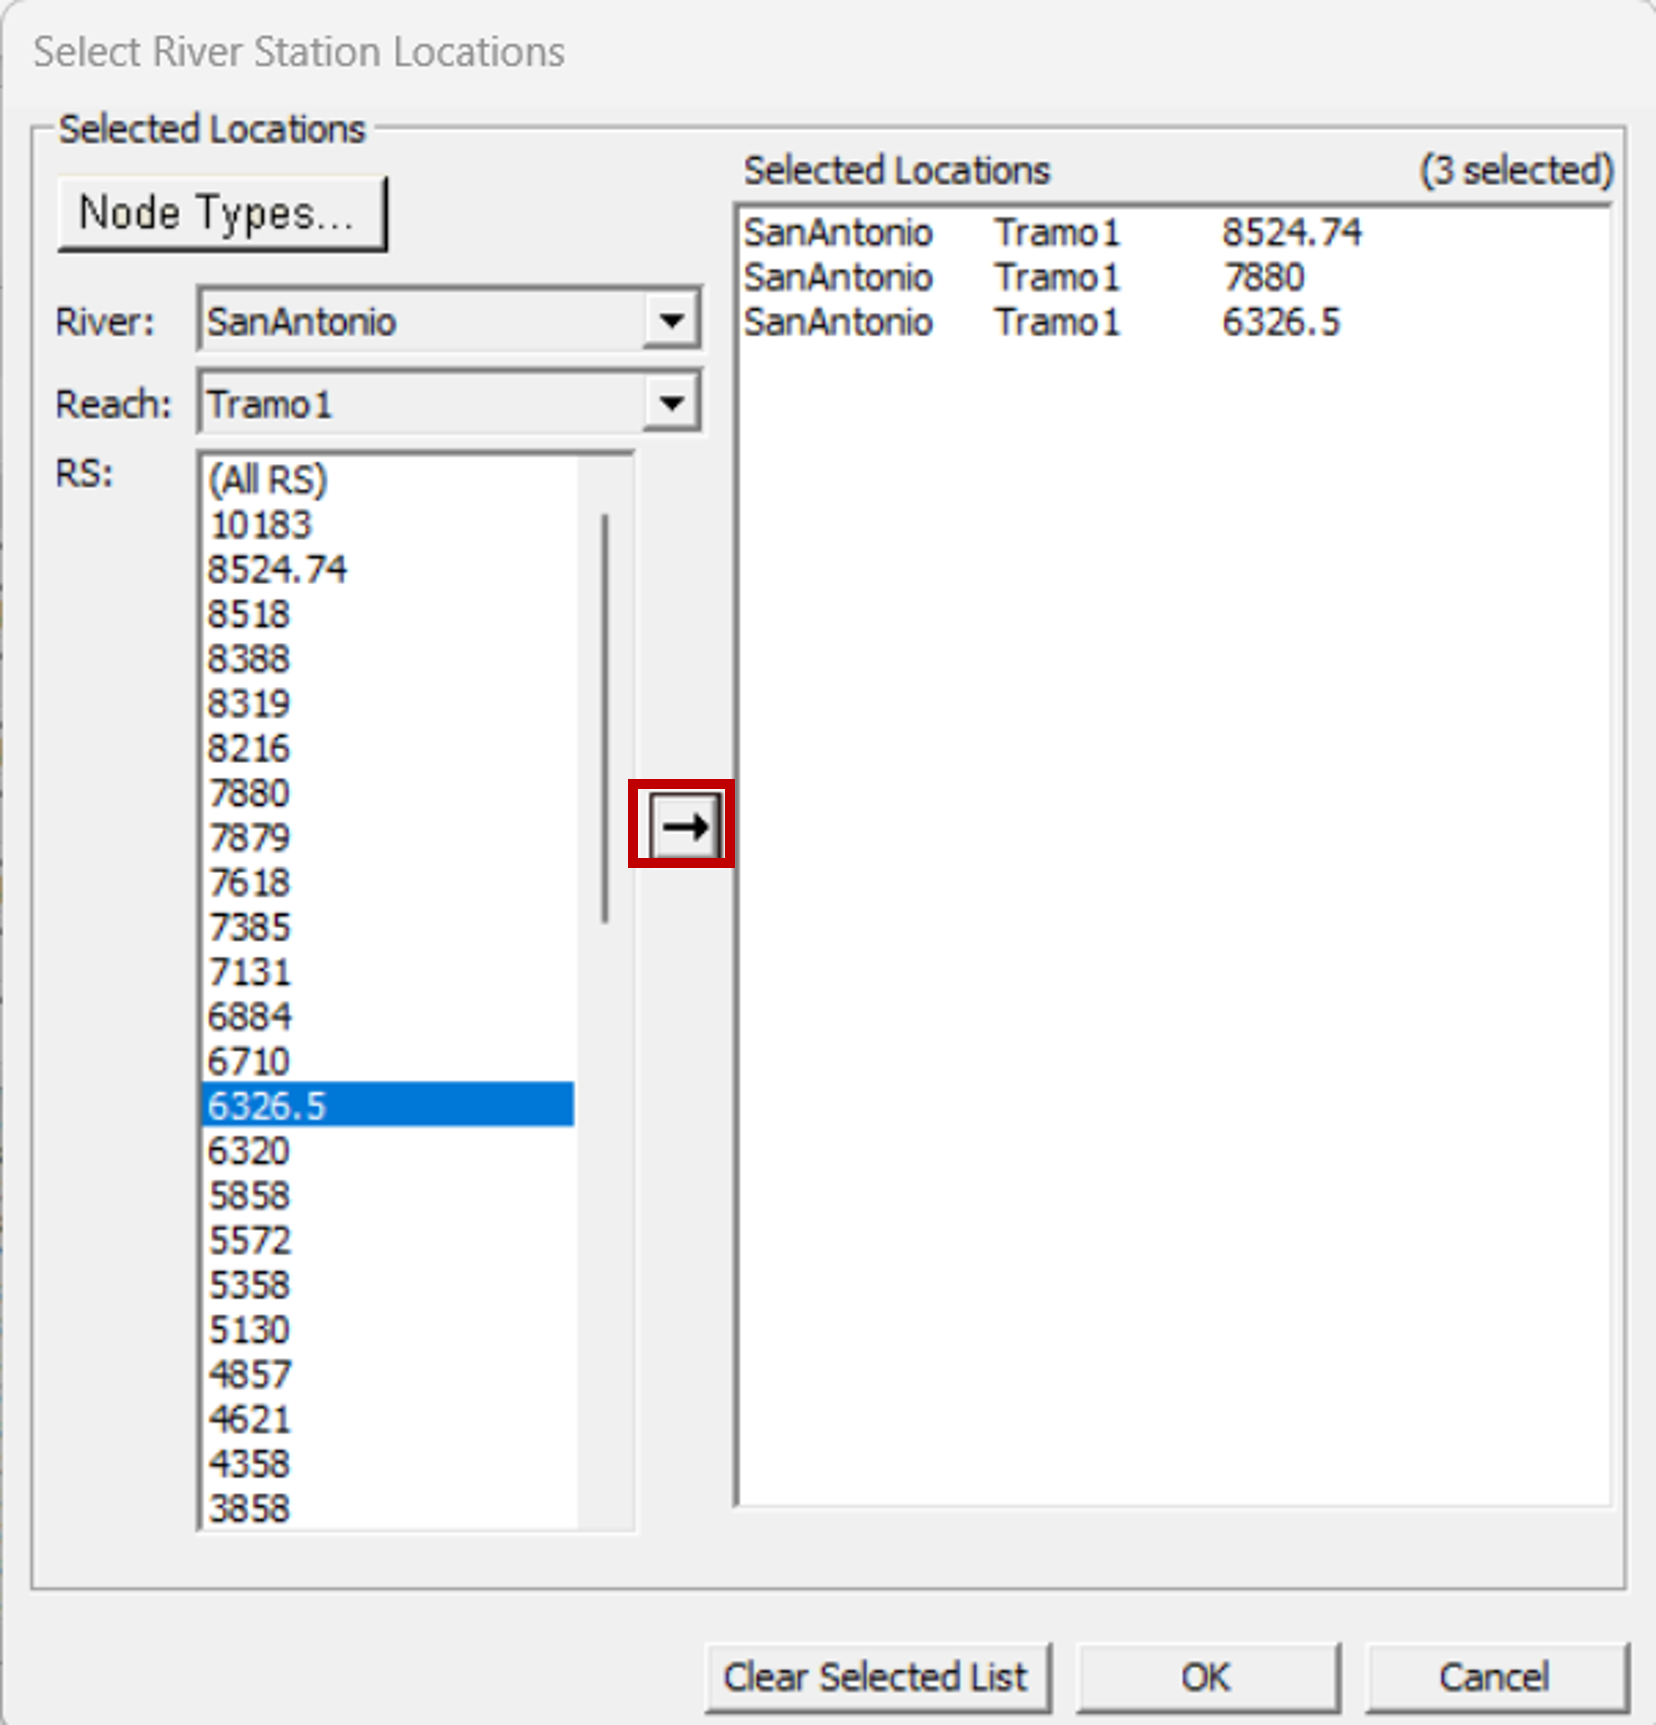 Select River Station Locations
Selected Locations
Node Types...
River: SanAntonio
Reach: Tramo1
RS:
(All RS)
10183
8524.74
8518
8388
8319
8216
7880
7879
7618
7385
7131
6884
6710
6326.5
6320
5858
5572
5358
5130
4857
4621
4358
3858
Selected Locations (3 selected)
SanAntonio Tramo1 8524.74
SanAntonio Tramo1 7880
SanAntonio Tramo1 6326.5
Clear Selected List OK Cancel